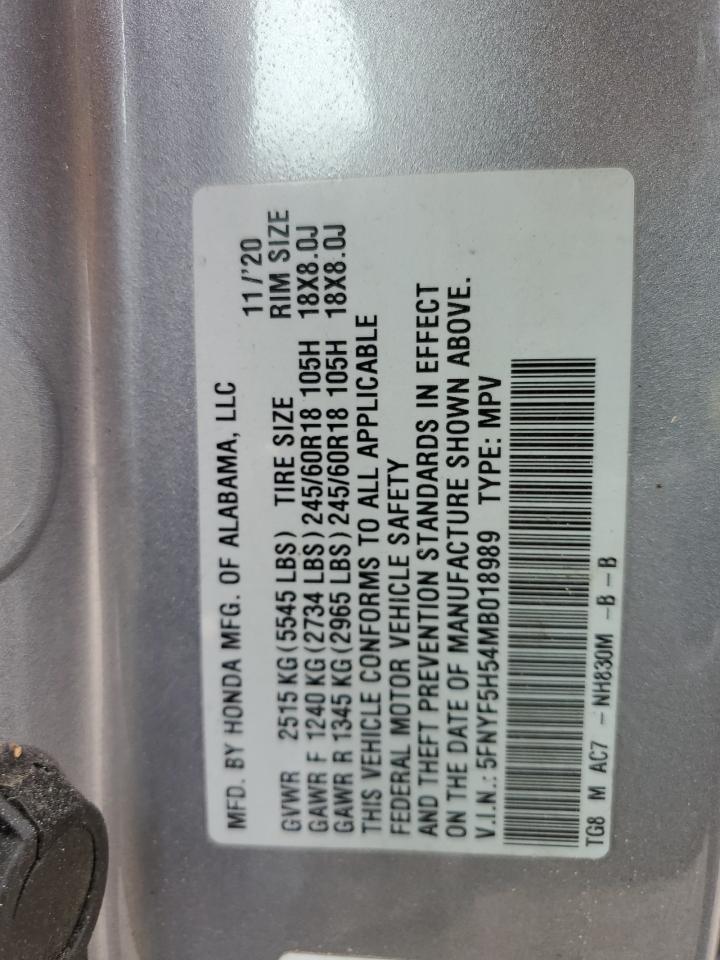 MFD. BY HONDA MFG. OF ALABAMA, LLC 11/'20
GVWR 2515 KG(5545 LBS) TIRE SIZE RIM SIZE
GAWR F 1240 KG(2734 LBS)245/60R18 105H 18X8.0J
GAWR R 1345 KG(2965 LBS)245/60R18 105H 18X8.0J
THIS VEHICLE CONFORMS TO ALL APPLICABLE
FEDERAL MOTOR VEHICLE SAFETY
AND THEFT PREVENTION STANDARDS IN EFFECT
ON THE DATE OF MANUFACTURE SHOWN ABOVE.
V.I.N.: 5FNYF5H54MB018989 TYPE: MPV
TG8 M AC7 - NH830M -B-B